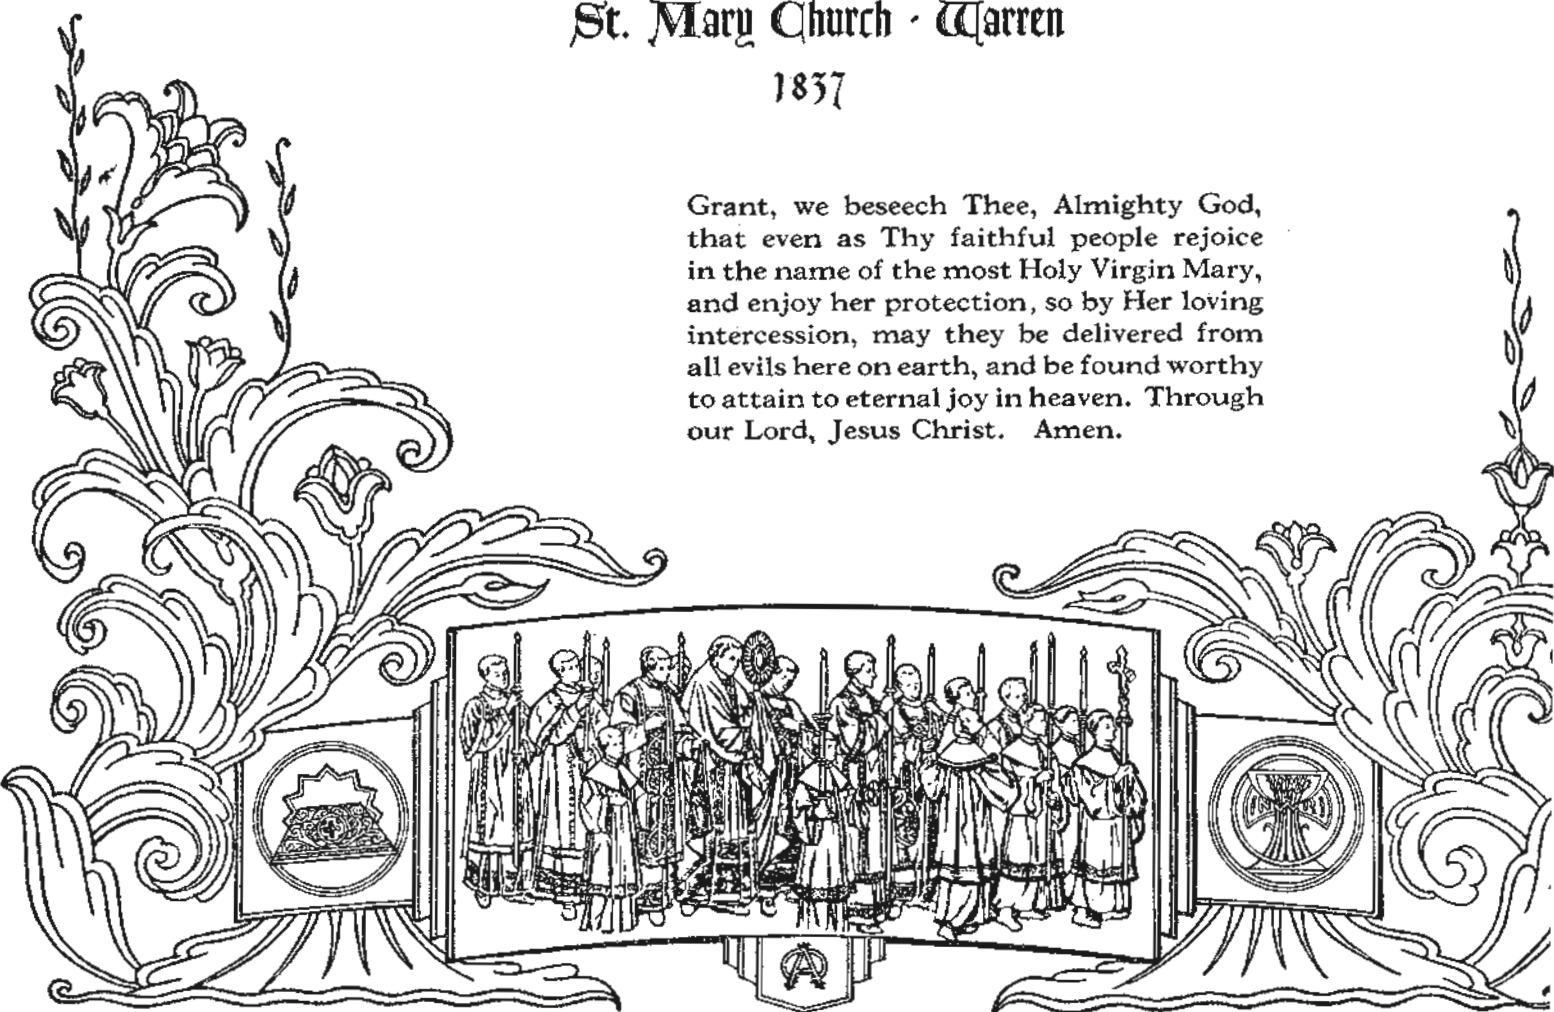 St. Mary Church · Warren
1837
Grant, we beseech Thee, Almighty God,
that even as Thy faithful people rejoice
in the name of the most Holy Virgin Mary,
and enjoy her protection, so by Her loving
intercession, may they be delivered from
all evils here on earth, and be found worthy
to attain to eternal joy in heaven. Through
our Lord, Jesus Christ. Amen.